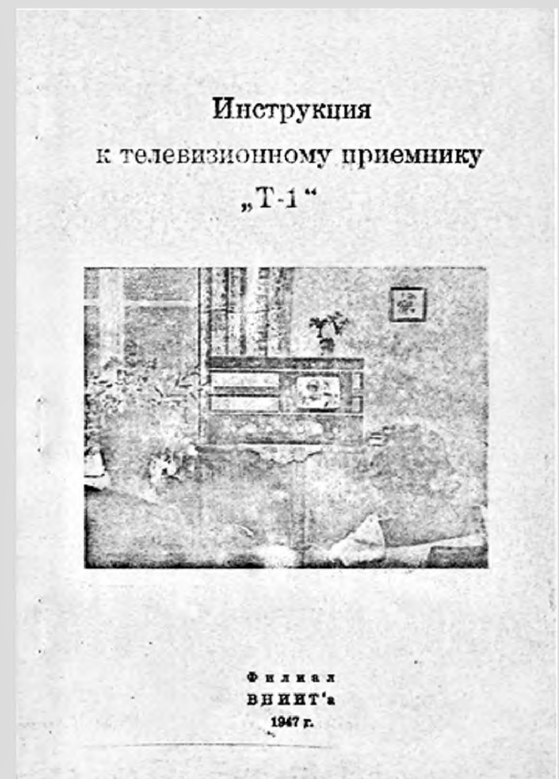 Инструкция
к телевизионному приемнику
„Т-1“
Филиал
ВНИИТ'а
1947 г.